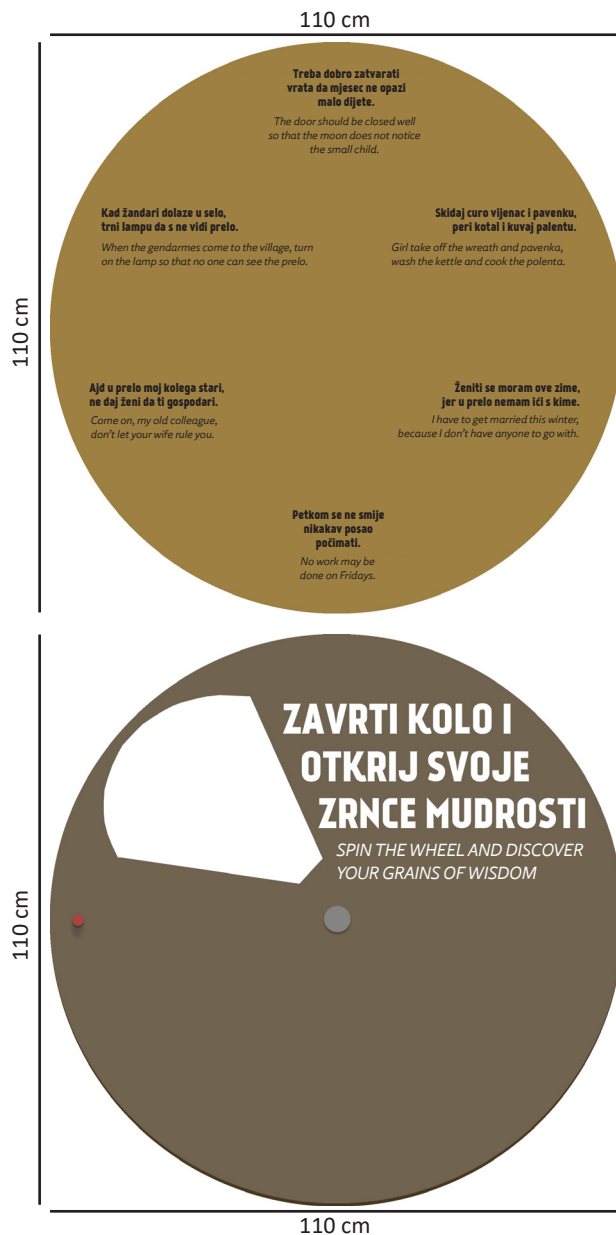 110 cm
110 cm
Treba dobro zatvarati
vrata da mjesec ne opazi
malo dijete.
The door should be closed well
so that the moon does not notice
the small child.
Kad žandari dolaze u selo,
trni lampu da s ne vidi prelo.
When the gendarmes come to the village, turn
on the lamp so that no one can see the prelo.
Skidaj curo vijenac i pavenku,
peri kotal i kuvaj palentu.
Girl take off the wreath and pavenka,
wash the kettle and cook the polenta.
Ajd u prelo moj kolega stari,
ne daj ženi da ti gospodari.
Come on, my old colleague,
don't let your wife rule you.
Ženiti se moram ove zime,
jer u prelo nemam ići s kime.
I have to get married this winter,
because I don't have anyone to go with.
Petkom se ne smije
nikakav posao
počimati.
No work may be
done on Fridays.
110 cm
ZAVRTI KOLO I
OTKRIJ SVOJE
ZRNCE MUDROSTI
SPIN THE WHEEL AND DISCOVER
YOUR GRAINS OF WISDOM
110 cm